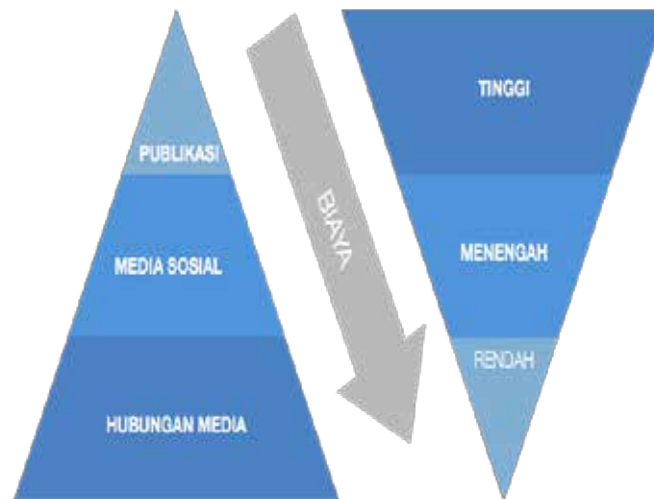 PUBLIKASI
MEDIA SOSIAL
HUBUNGAN MEDIA
BIAYA
TINGGI
MENENGAH
RENDAH